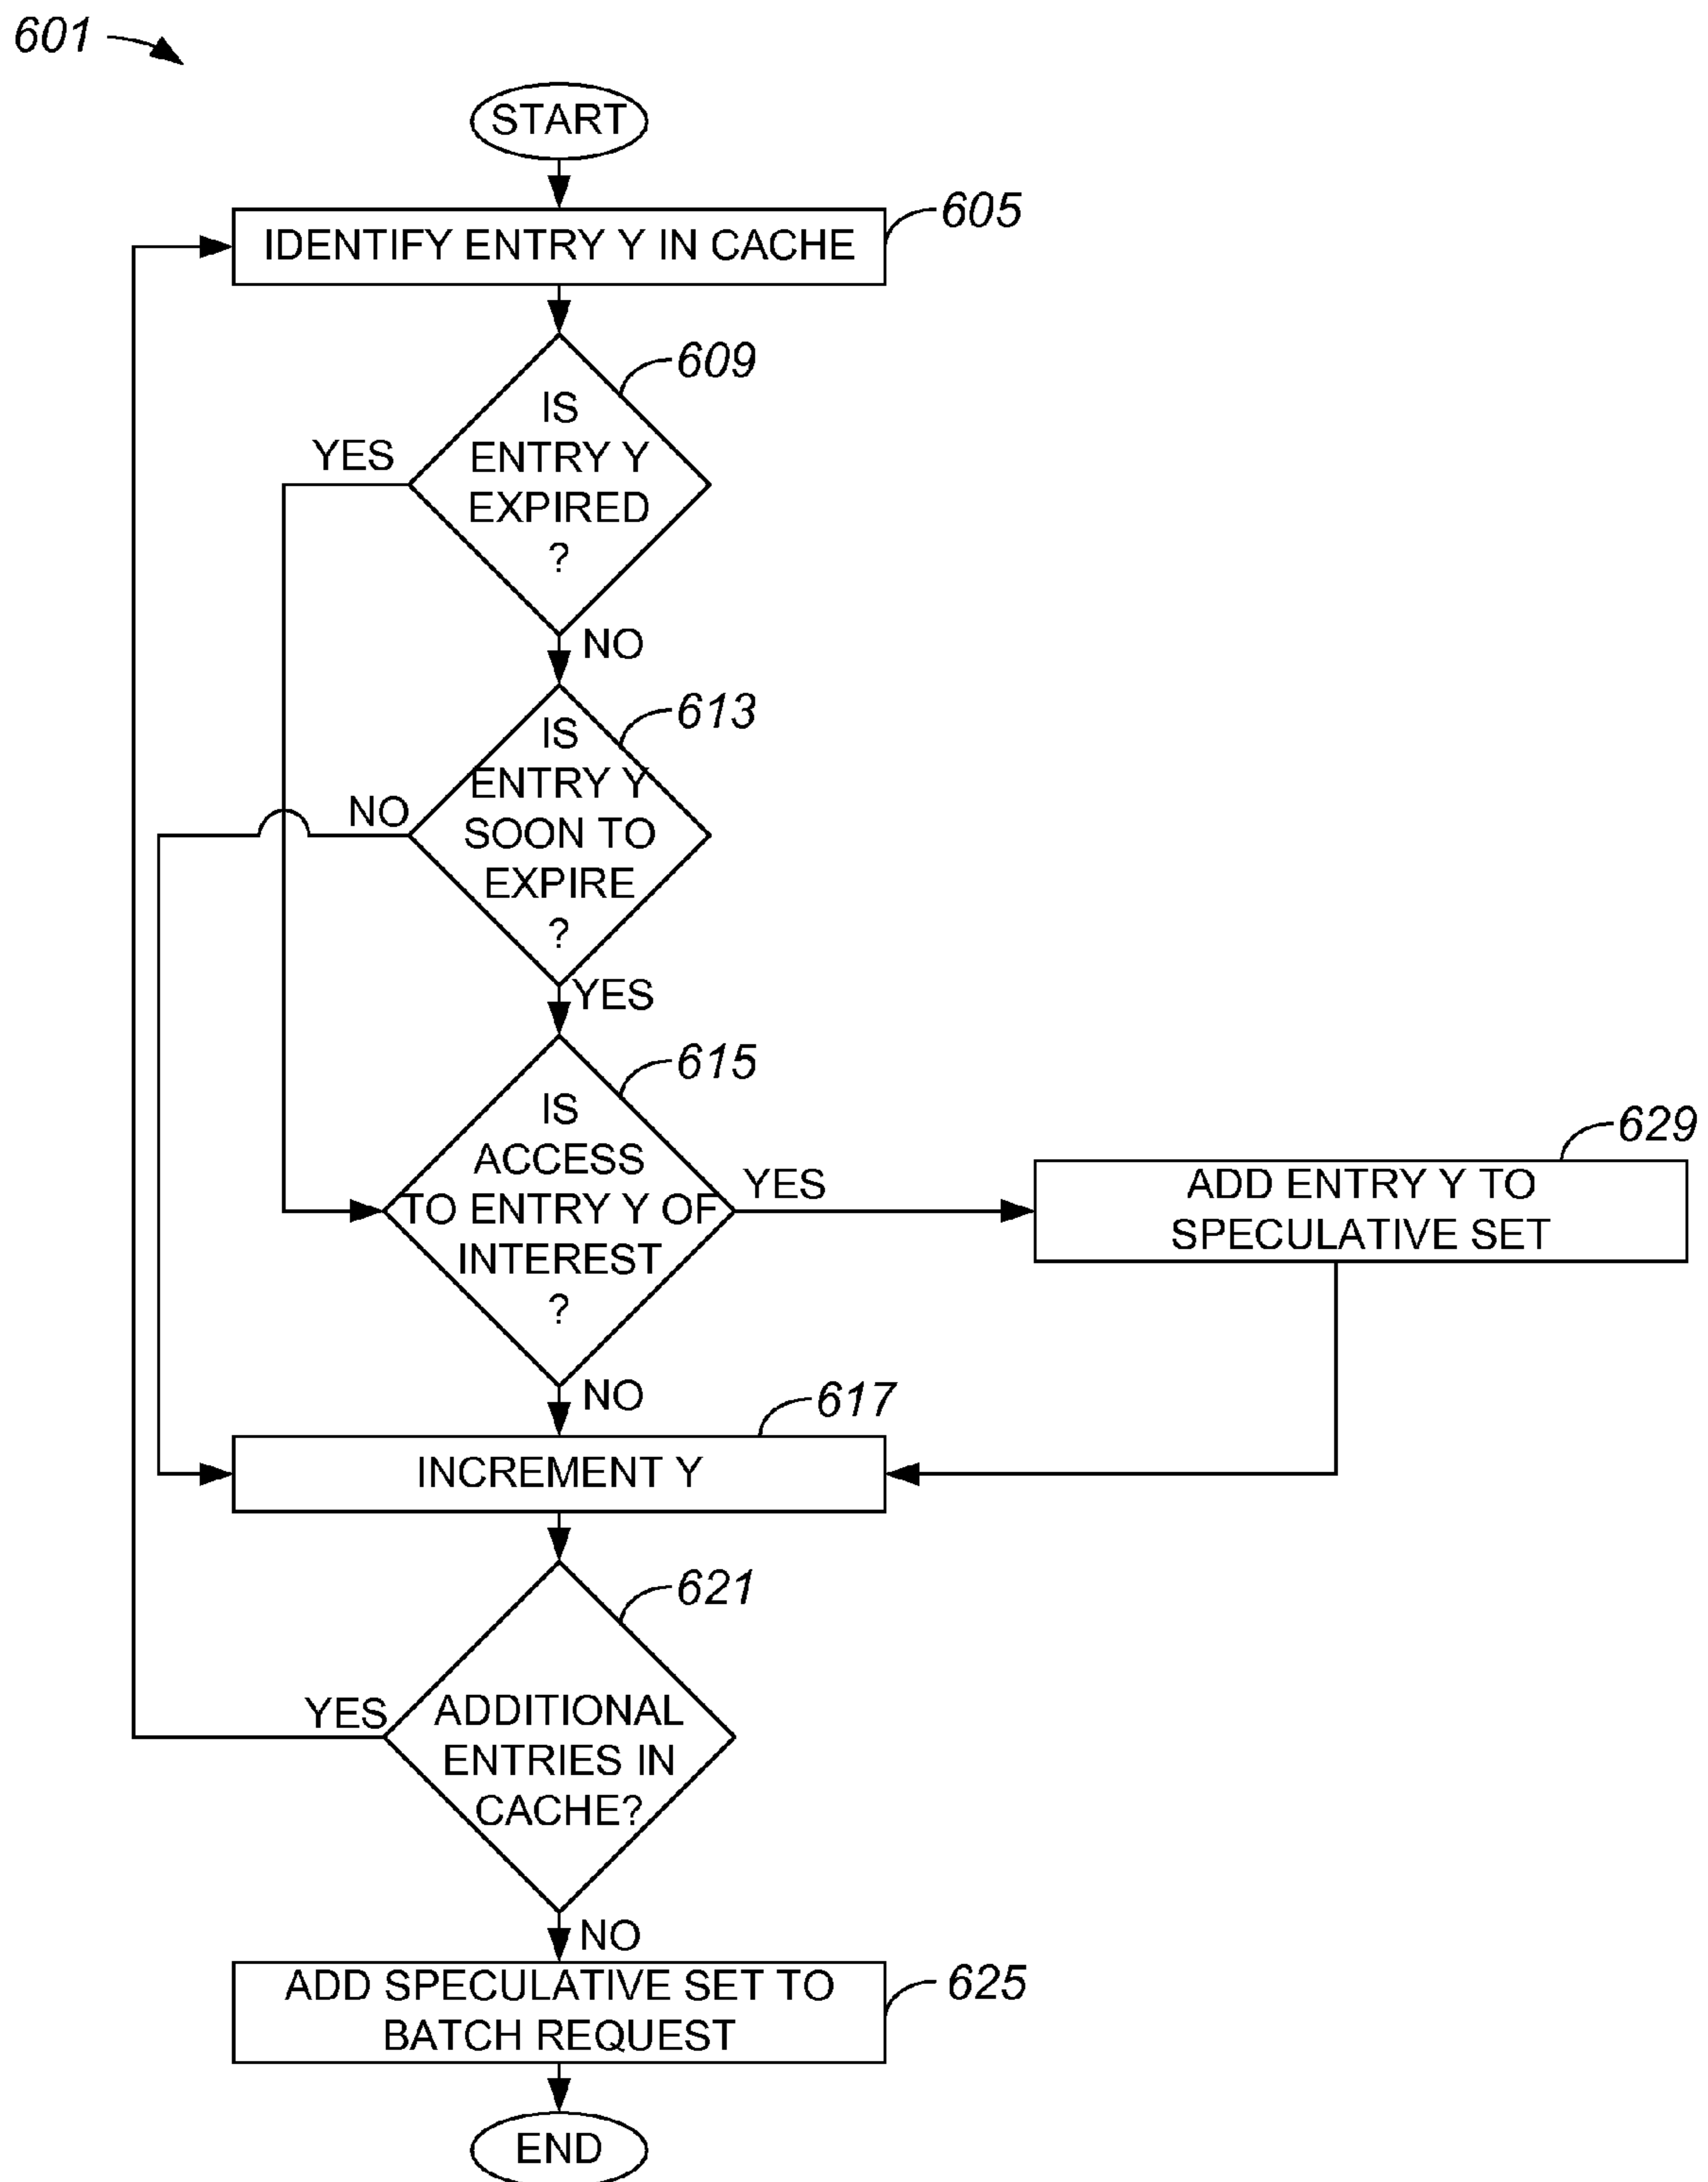 601
START
605
IDENTIFY ENTRY Y IN CACHE
609
IS
ENTRY Y
EXPIRED
?
YES
NO
613
IS
ENTRY Y
SOON TO
EXPIRE
?
NO
YES
615
IS
ACCESS
TO ENTRY Y OF
INTEREST
?
YES
629
ADD ENTRY Y TO
SPECULATIVE SET
NO
617
INCREMENT Y
621
YES
ADDITIONAL
ENTRIES IN
CACHE?
NO
625
ADD SPECULATIVE SET TO
BATCH REQUEST
END